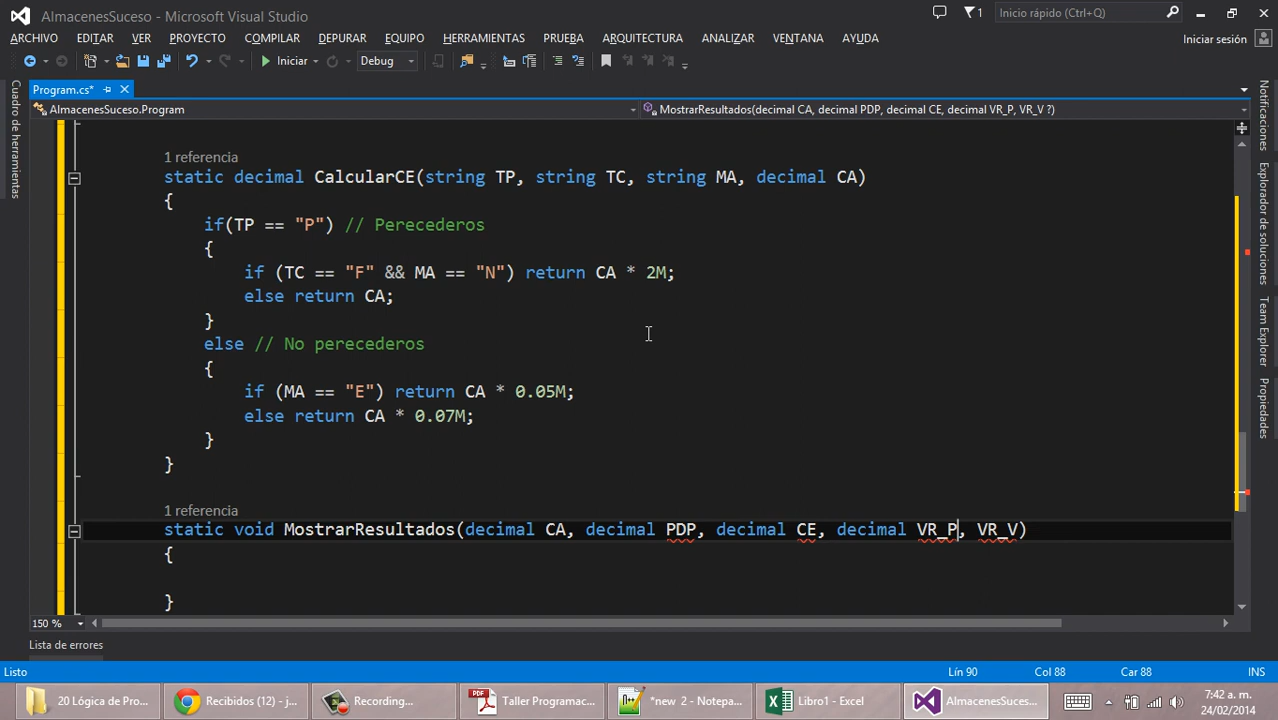 AlmacenesSuceso - Microsoft Visual Studio
1
Inicio rápido (Ctrl+Q)
ARCHIVO EDITAR VER PROYECTO COMPILAR DEPURAR EQUIPO HERRAMIENTAS PRUEBA ARQUITECTURA ANALIZAR VENTANA AYUDA
Iniciar sesión
Iniciar Debug
Program.cs*
AlmacenesSuceso.Program
MostrarResultados(decimal CA, decimal PDP, decimal CE, decimal VR_P, VR_V ?)
Cuadro de herramientas
Notificaciones
Explorador de soluciones
Team Explorer
Propiedades
1 referencia
static decimal CalcularCE(string TP, string TC, string MA, decimal CA)
{
if(TP == "P") // Perecederos
{
if (TC == "F" && MA == "N") return CA * 2M;
else return CA;
}
else // No perecederos
{
if (MA == "E") return CA * 0.05M;
else return CA * 0.07M;
}
}
1 referencia
static void MostrarResultados(decimal CA, decimal PDP, decimal CE, decimal VR_P, VR_V)
{
}
150 %
Lista de errores
Listo
Lín 90
Col 88
Car 88
INS
20 Lógica de Pro...
Recibidos (12) - j...
Recording...
Taller Programac...
*new 2 - Notepa...
Libro1 - Excel
AlmacenesSuces...
7:42 a. m.
24/02/2014